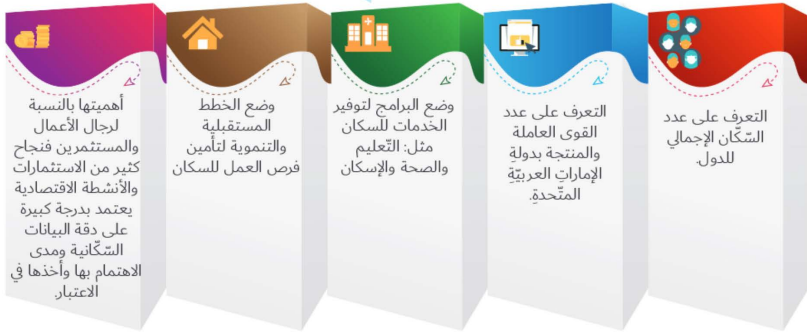 التعرف على عدد
السّكّان الإجمالي
للدول.
التعرف على عدد
القوى العاملة
والمنتجة بدولةِ
الإماراتِ العربيّةِ
المتّحدةِ.
وضع البرامج لتوفير
الخدمات للسكان
مثل: التّعليم
والصحة والإسكان
وضع الخطط
المستقبلية
والتنموية لتأمين
فرص العمل للسكان
أهميتها بالنسبة
لرجال الأعمال
والمستثمرين فنجاح
كثير من الاستثمارات
والأنشطة الاقتصادية
يعتمد بدرجة كبيرة
على دقة البيانات
السّكّانية ومدى
الاهتمام بها وأخذها في
الاعتبار.